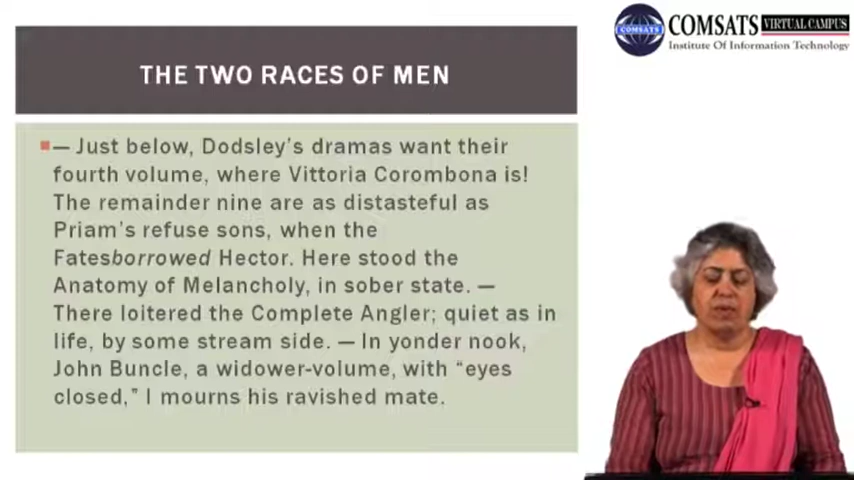 COMSATS VIRTUAL CAMPUS
COMSATS
Institute Of Information Technology
THE TWO RACES OF MEN
— Just below, Dodsley's dramas want their
fourth volume, where Vittoria Corombona is!
The remainder nine are as distasteful as
Priam's refuse sons, when the
Fatesborrowed Hector. Here stood the
Anatomy of Melancholy, in sober state. —
There loitered the Complete Angler; quiet as in
life, by some stream side. — In yonder nook,
John Buncle, a widower-volume, with “eyes
closed,” I mourns his ravished mate.